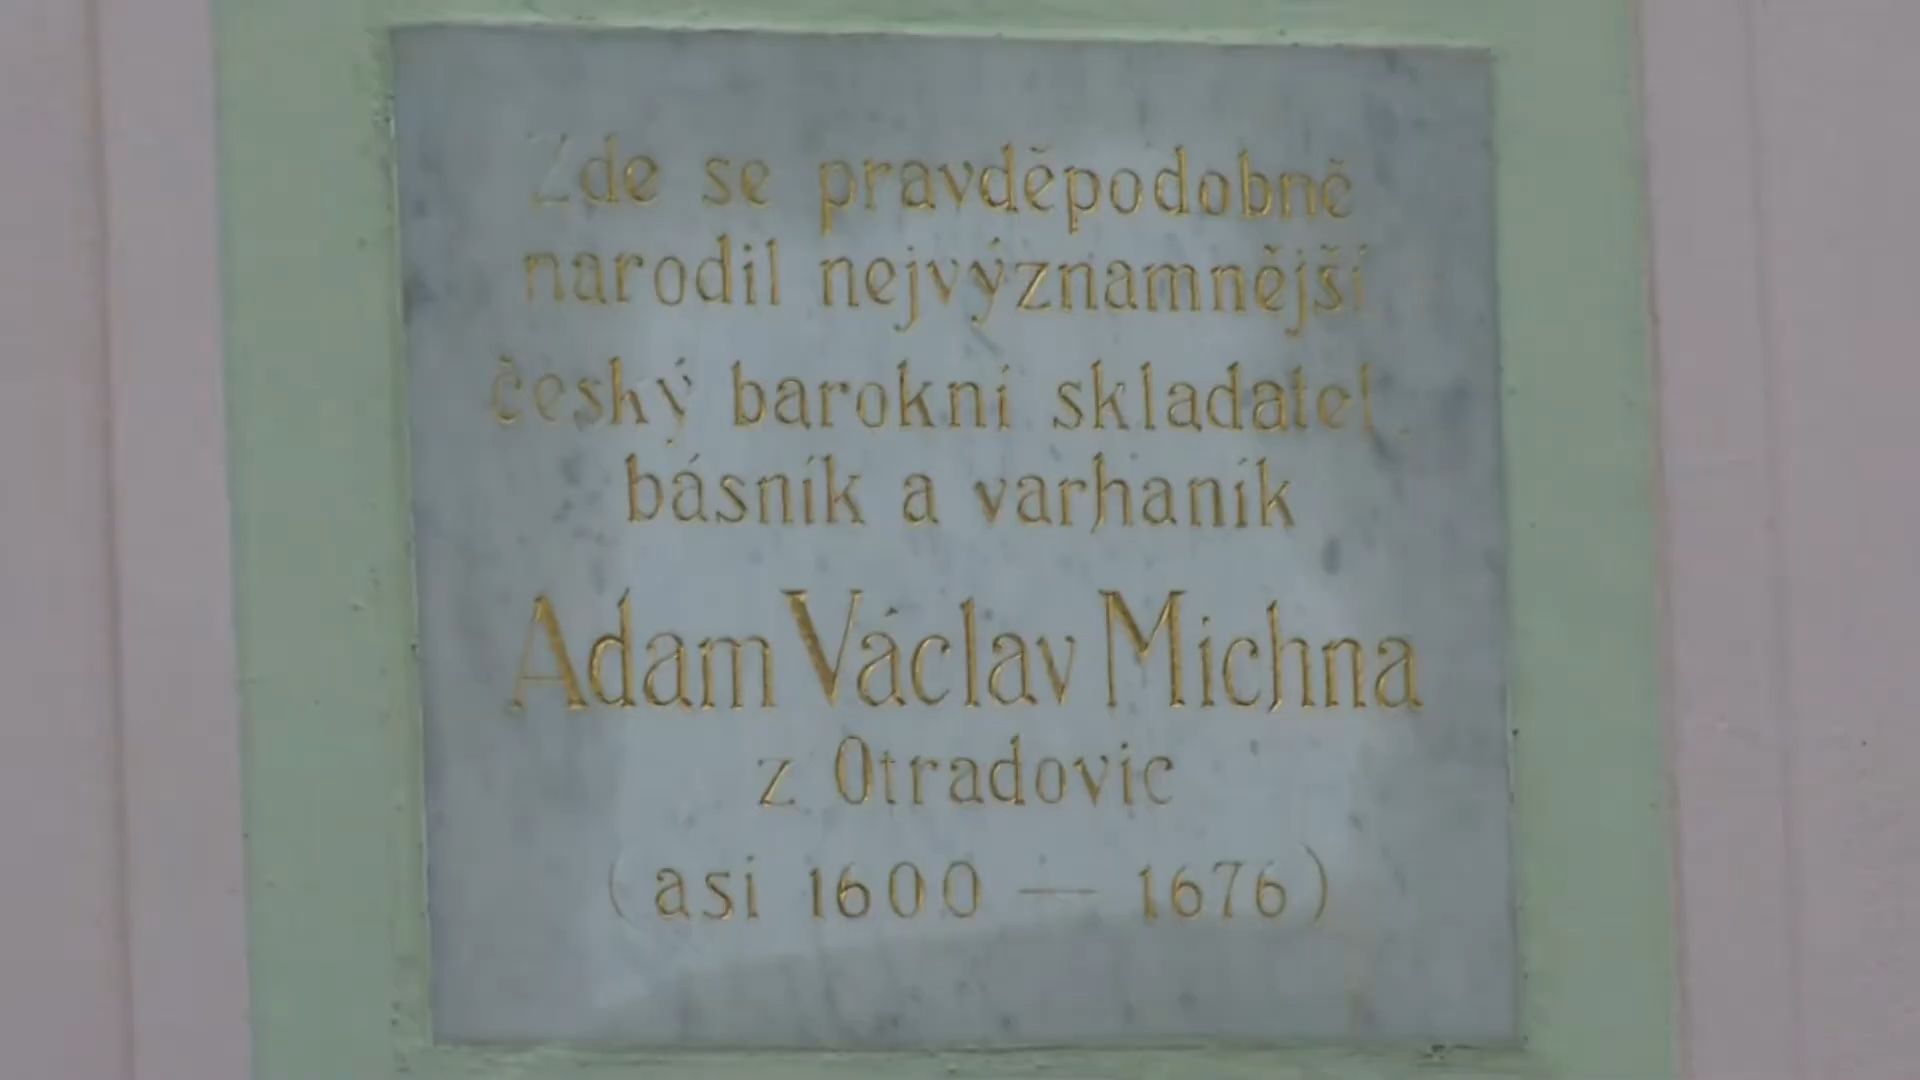 Zde se pravděpodobně
narodil nejvýznamnější
český barokní skladatel,
básník a varhaník
Adam Václav Michna
z Otradovic
(asi 1600 — 1676)